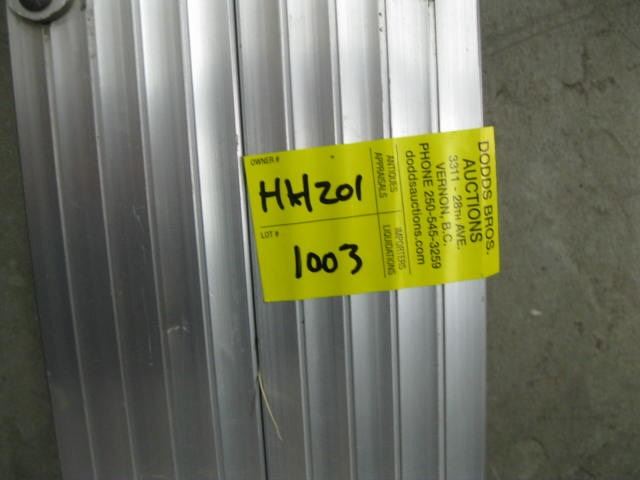 OWNER #
HH201
LOT #
1003
ANTIQUES
APPRAISALS
IMPORTERS
LIQUIDATIONS
DODDS BROS.
AUCTIONS
3311 - 28TH AVE.
VERNON, B.C.
PHONE 250-545-3259
doddsauctions.com